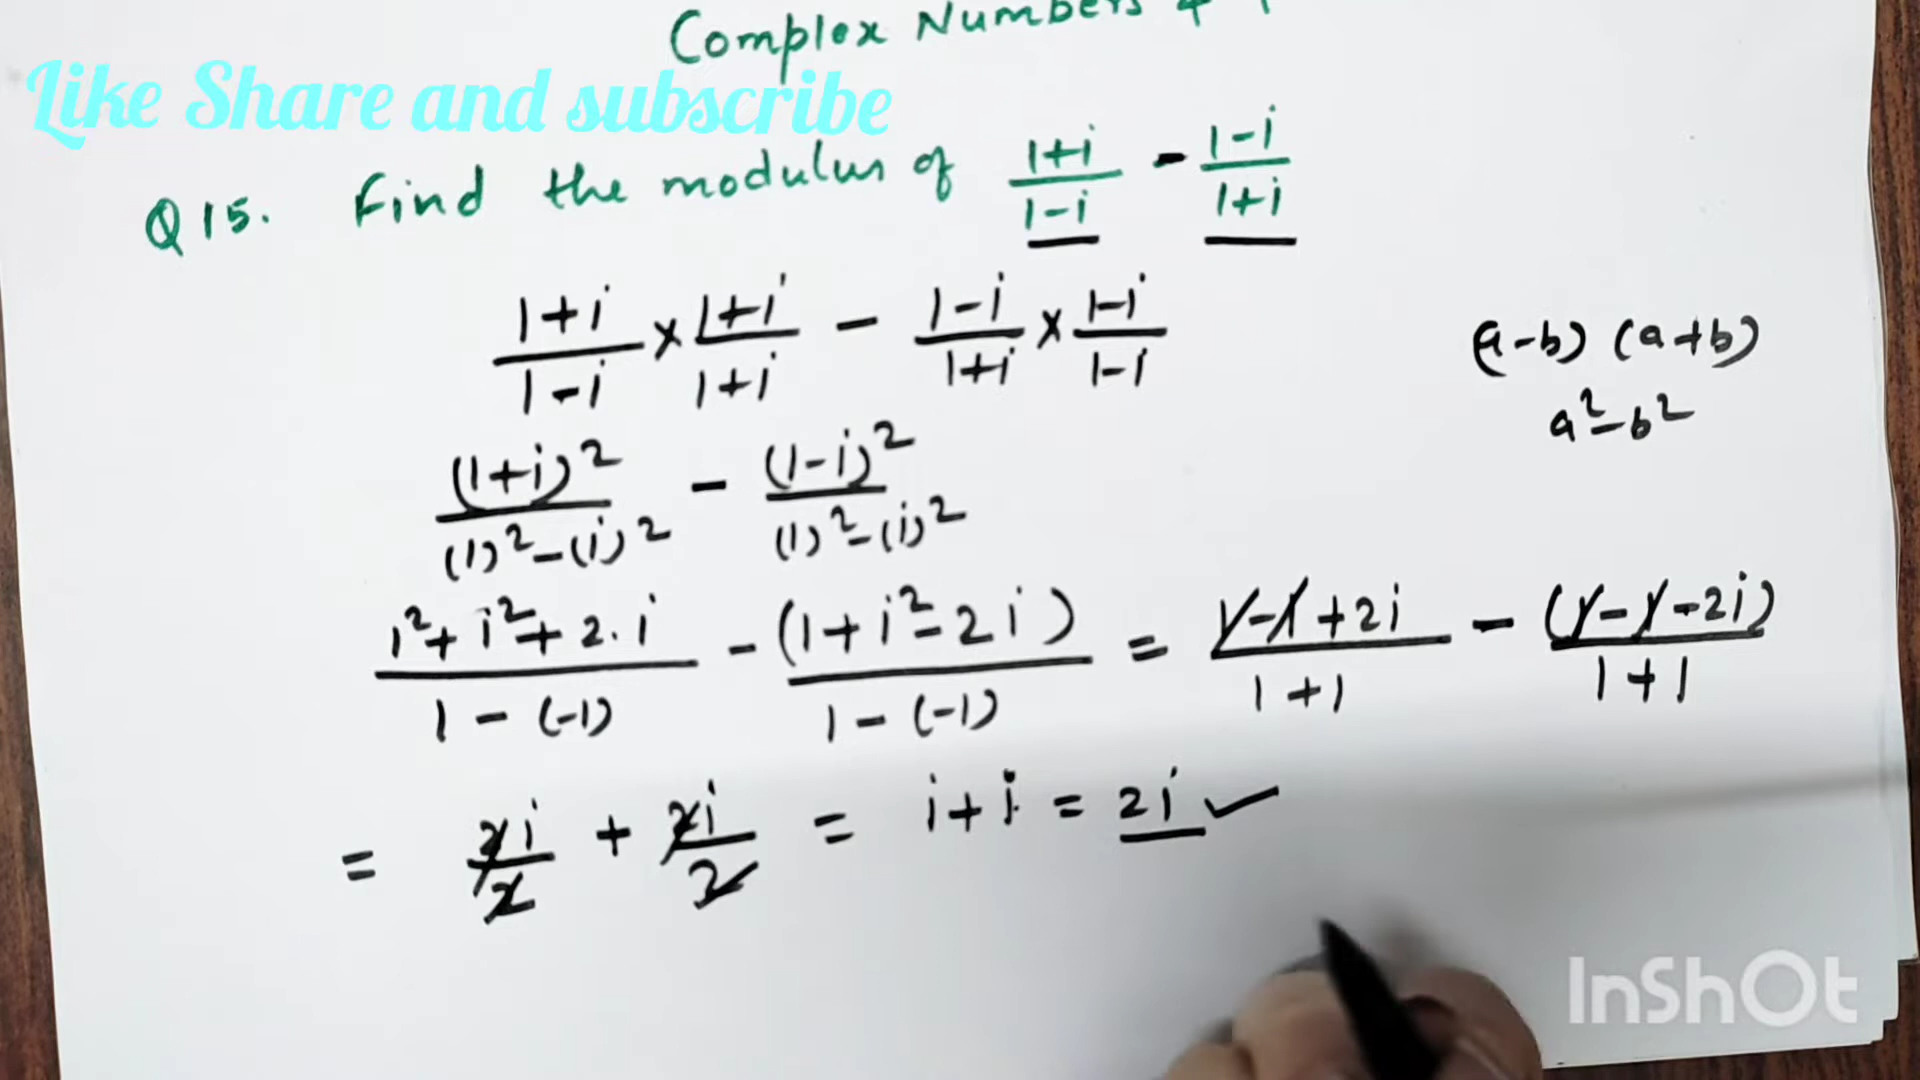 Complex Numbers &
Like Share and subscribe
Q15. Find the modulus of (1+i)/(1-i) - (1-i)/(1+i)
(1+i)/(1-i) × (1+i)/(1+i) - (1-i)/(1+i) × (1-i)/(1-i)
(a-b) (a+b)
a²-b²
(1+i)²/((1)²-(i)²) - (1-i)²/((1)²-(i)²)
(1²+i²+2.i)/(1-(-1)) - (1+i²-2i)/(1-(-1)) = (1-1+2i)/(1+1) - (1-1-2i)/(1+1)
= 2i/2 + 2i/2 = i+i = 2i ✓
InShOt